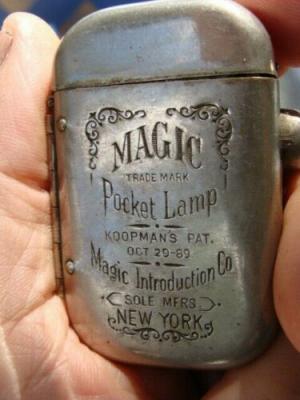 MAGIC
TRADE MARK
Pocket Lamp
KOOPMAN'S PAT.
OCT 29-89
Magic Introduction Co
SOLE MFRS
NEW YORK